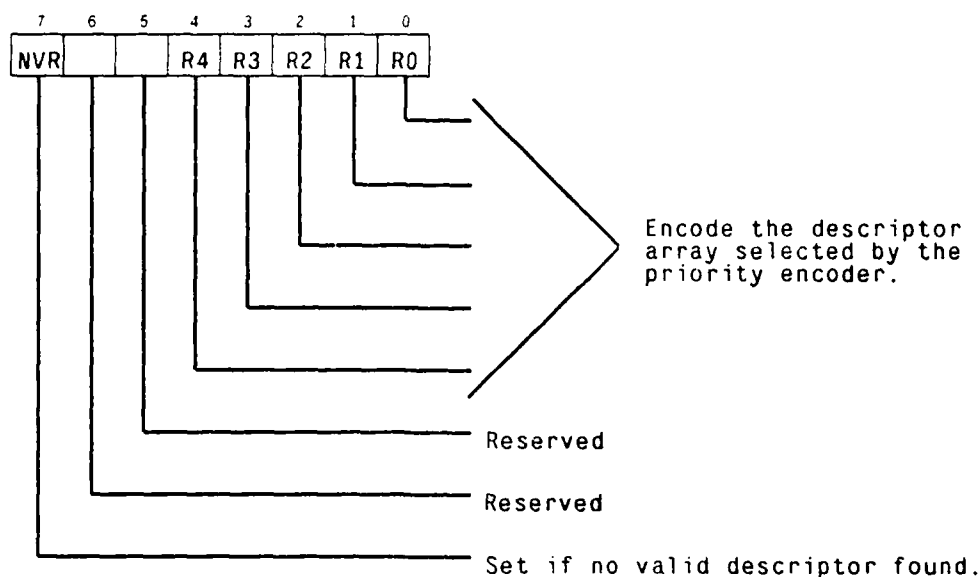 7 6 5 4 3 2 1 0
NVR R4 R3 R2 R1 R0
Encode the descriptor
array selected by the
priority encoder.
Reserved
Reserved
Set if no valid descriptor found.